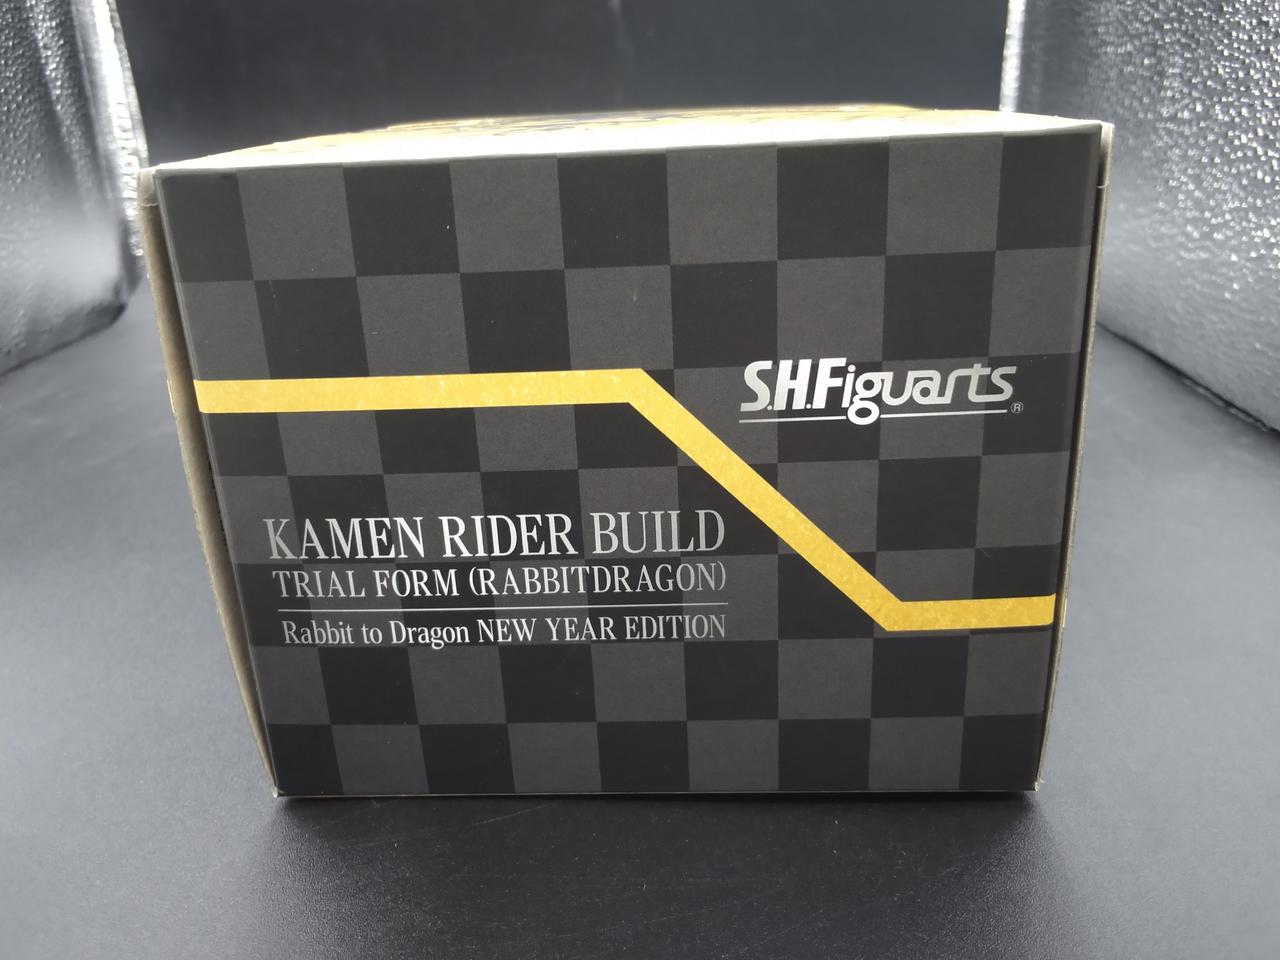 S.H.Figuarts®
KAMEN RIDER BUILD
TRIAL FORM (RABBITDRAGON)
Rabbit to Dragon NEW YEAR EDITION